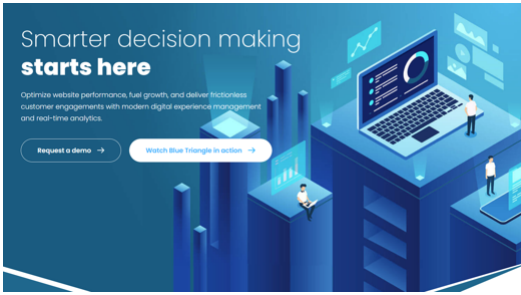 Smarter decision making
starts here
Optimize website performance, fuel growth, and deliver frictionless
customer engagements with modern digital experience management
and real-time analytics.
Request a demo →
Watch Blue Triangle in action →